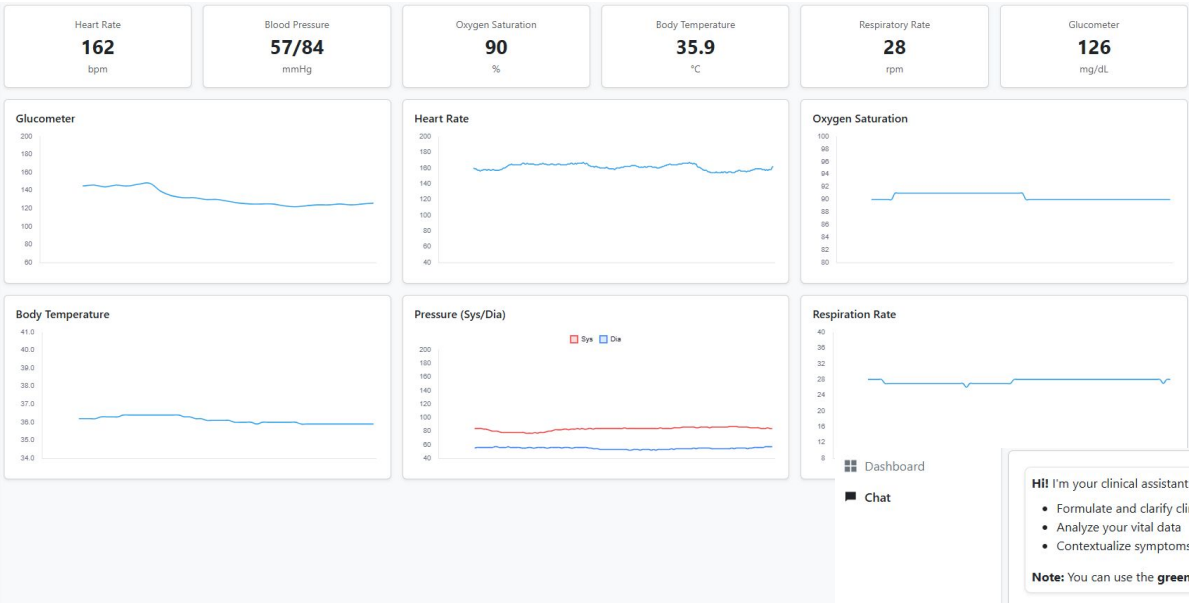 Heart Rate
162
bpm
Blood Pressure
57/84
mmHg
Oxygen Saturation
90
%
Body Temperature
35.9
°C
Respiratory Rate
28
rpm
Glucometer
126
mg/dL
Glucometer
200
180
160
140
120
100
80
60
Heart Rate
200
180
160
140
120
100
80
60
40
Oxygen Saturation
100
98
96
94
92
90
88
86
84
82
80
Body Temperature
41.0
40.0
39.0
38.0
37.0
36.0
35.0
34.0
Pressure (Sys/Dia)
Sys Dia
200
180
160
140
120
100
80
60
40
Respiration Rate
40
36
32
28
24
20
16
12
8
Dashboard
Chat
Hi! I'm your clinical assistant
• Formulate and clarify cli
• Analyze your vital data
• Contextualize symptoms
Note: You can use the green